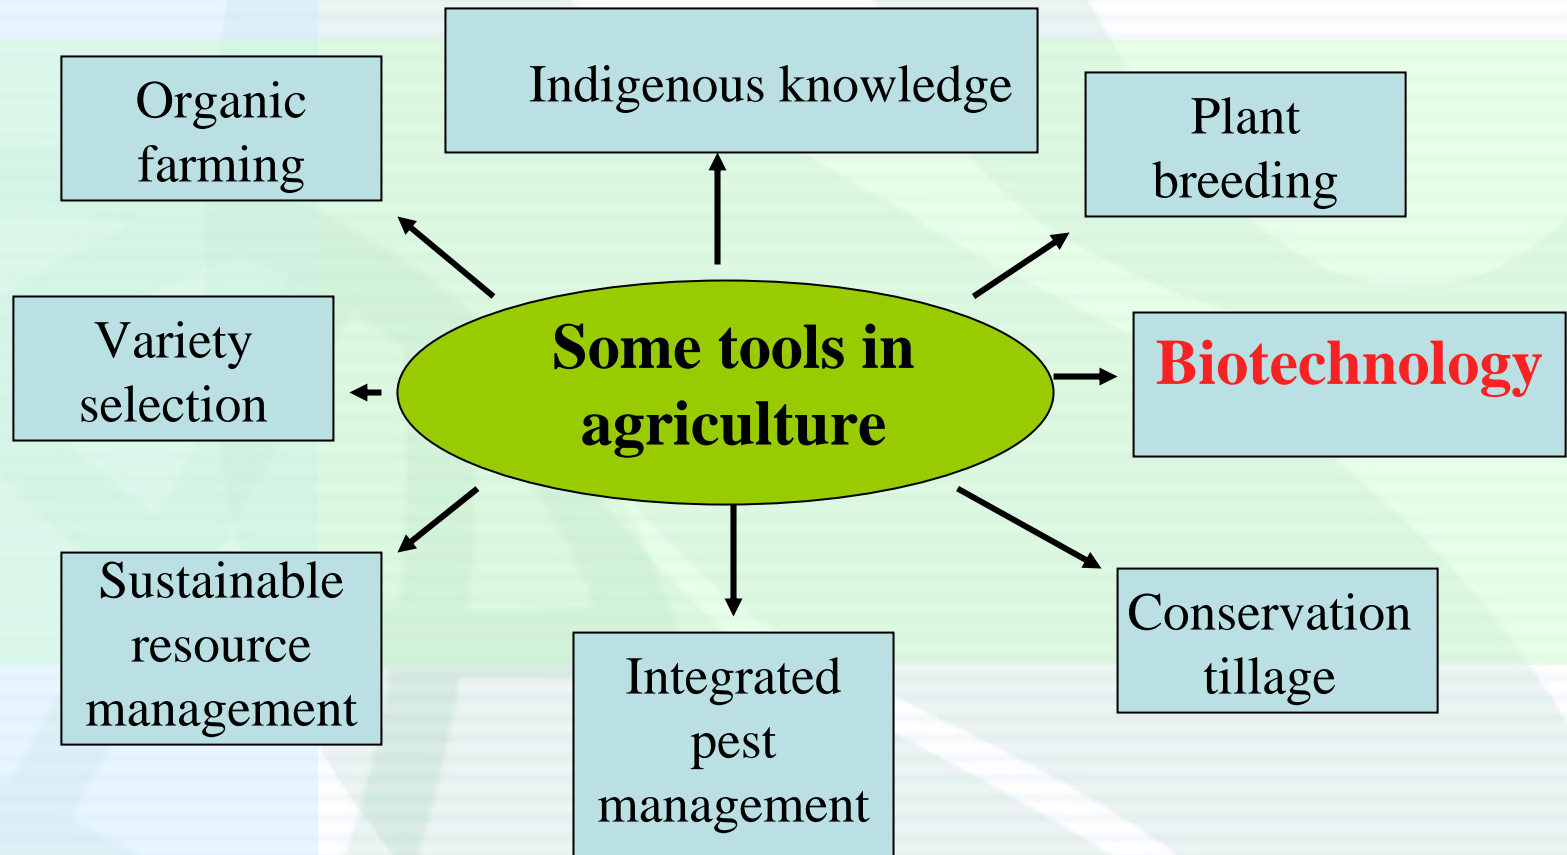 Indigenous knowledge
Organic
farming
Plant
breeding
Variety
selection
Some tools in
agriculture
Biotechnology
Sustainable
resource
management
Integrated
pest
management
Conservation
tillage